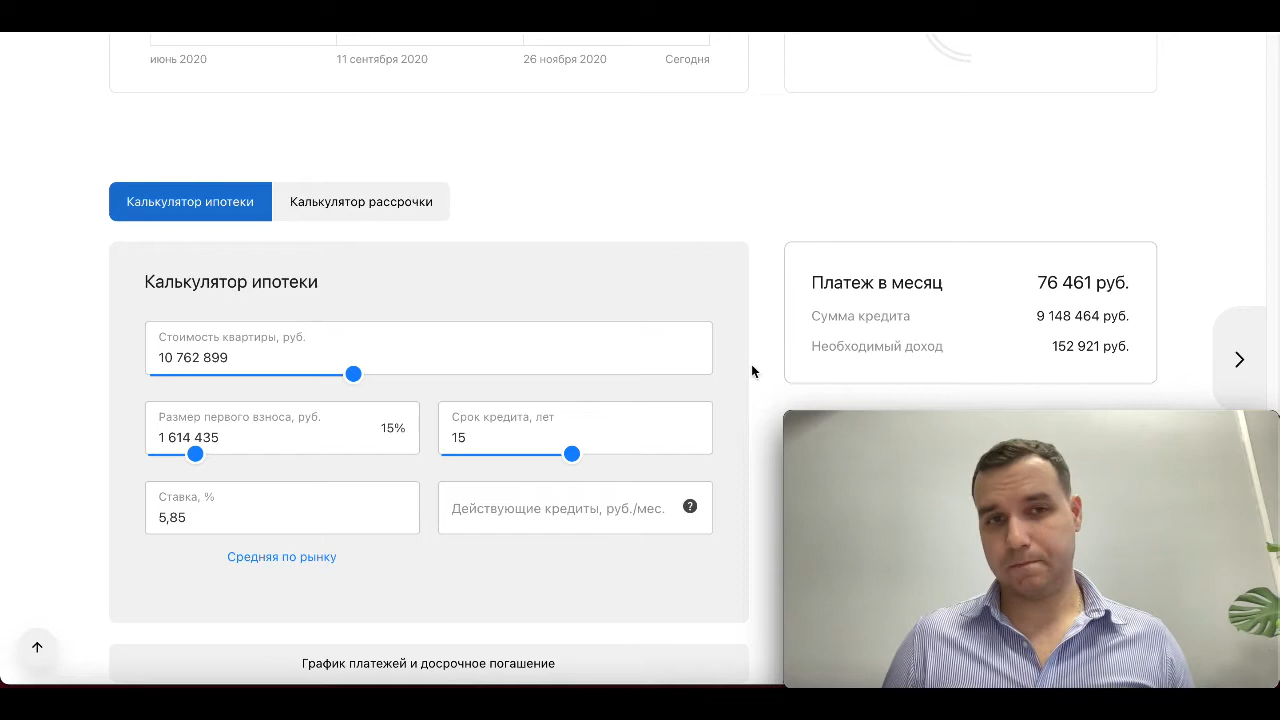 июнь 2020
11 сентября 2020
26 ноября 2020
Сегодня
Калькулятор ипотеки
Калькулятор рассрочки
Калькулятор ипотеки
Стоимость квартиры, руб.
10 762 899
Размер первого взноса, руб.
1 614 435
15%
Срок кредита, лет
15
Ставка, %
5,85
Действующие кредиты, руб./мес.
?
Средняя по рынку
График платежей и досрочное погашение
Платеж в месяц
76 461 руб.
Сумма кредита
9 148 464 руб.
Необходимый доход
152 921 руб.